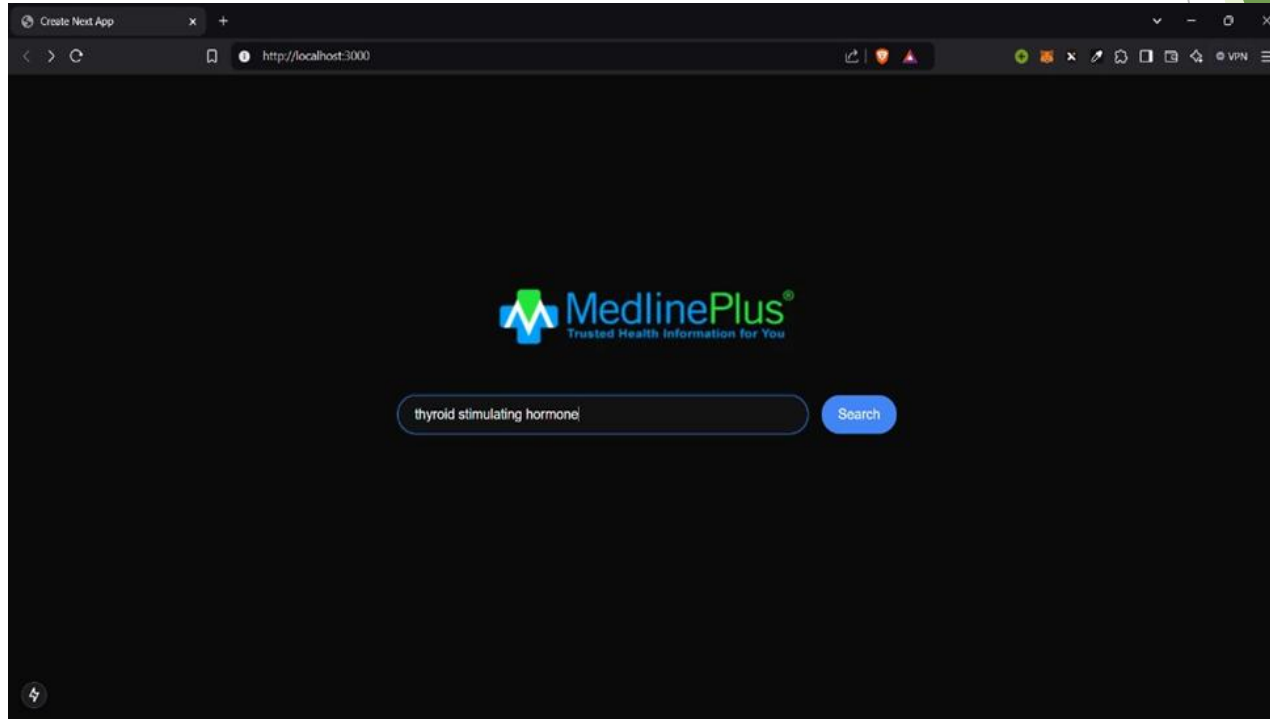 Create Next App
http://localhost:3000
VPN
MedlinePlus®
Trusted Health Information for You
thyroid stimulating hormone
Search